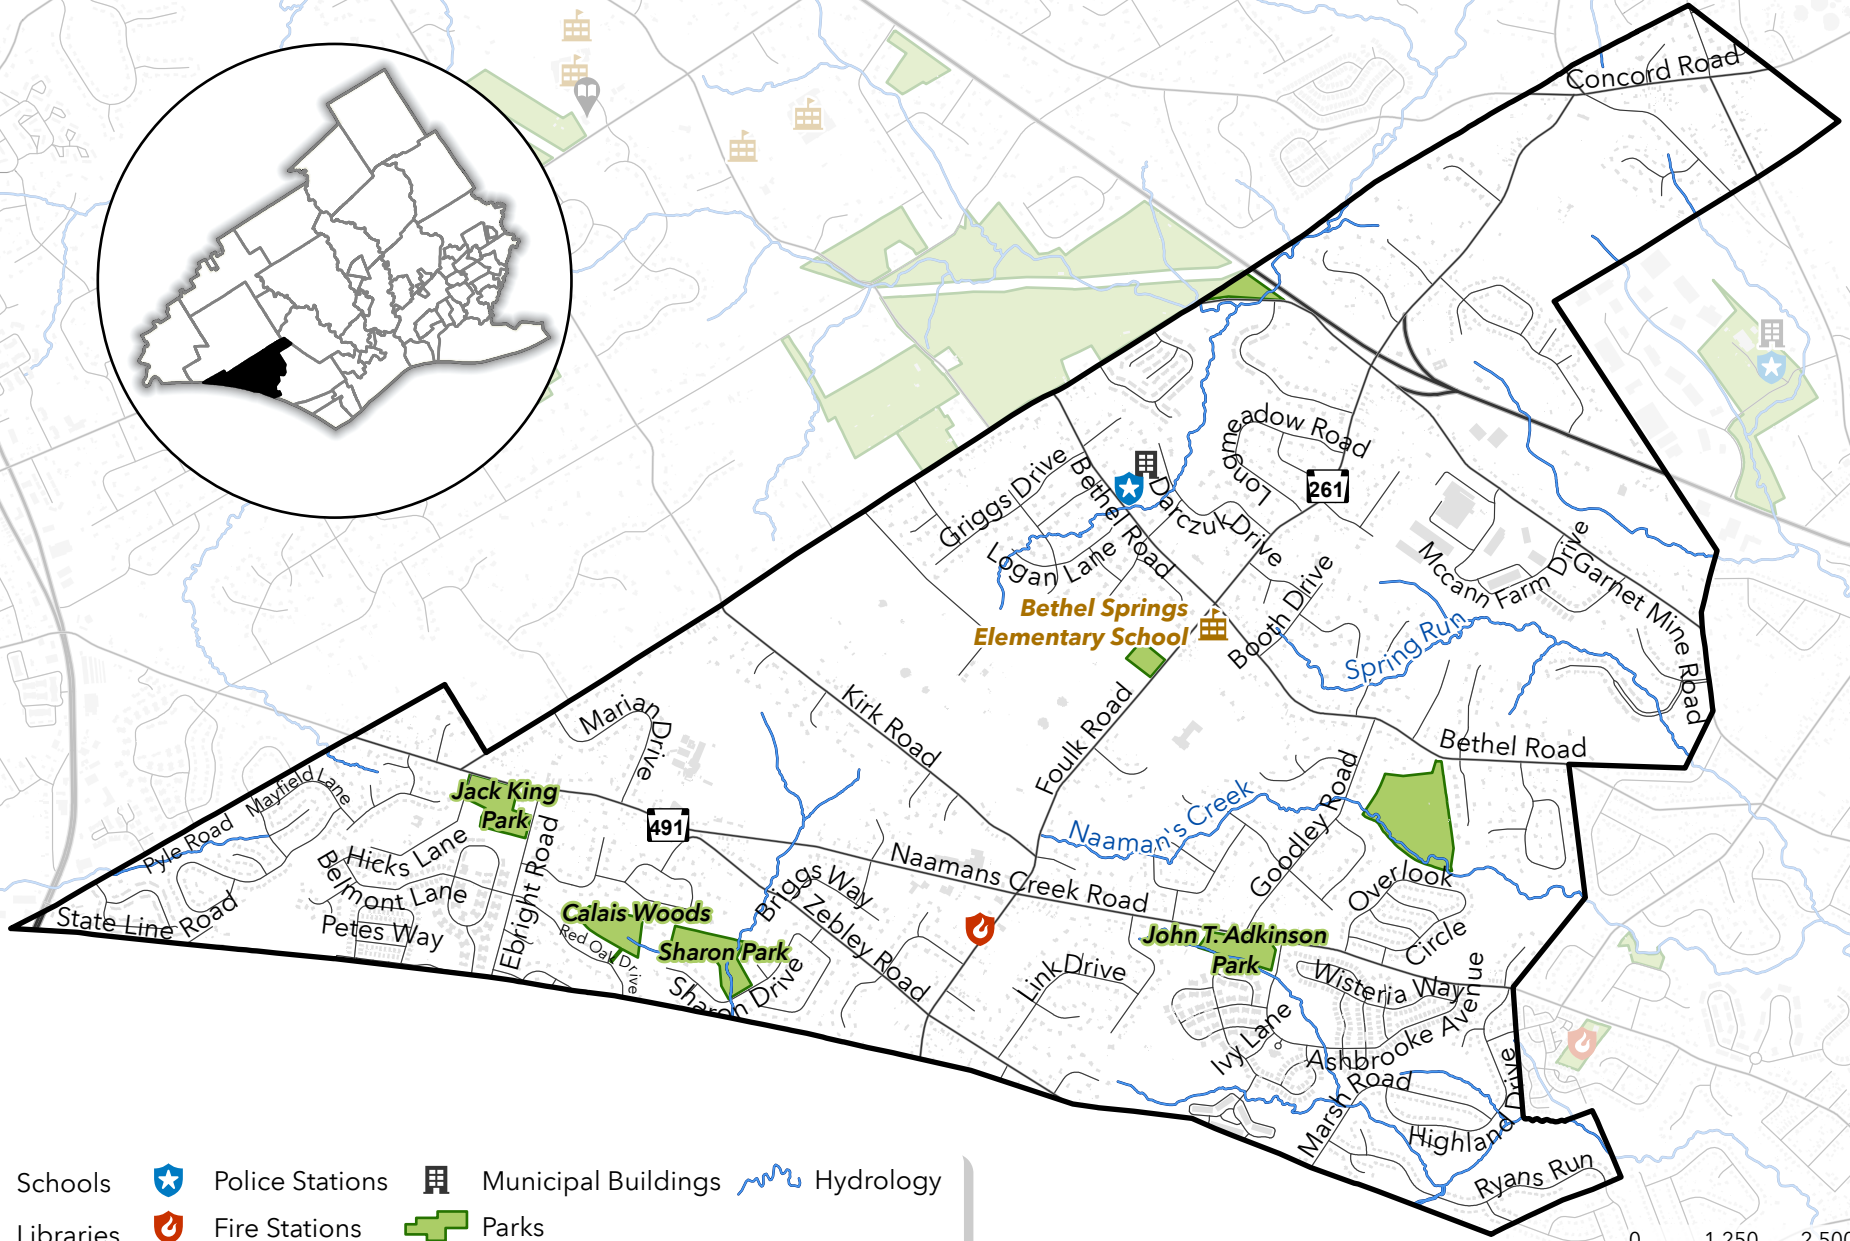 Concord Road
Longmeadow Road
261
Griggs Drive
Bethel Road
Darczuk Drive
Logan Lane
Mccann Farm Drive
Garnet Mine Road
Booth Drive
Bethel Springs
Elementary School
Spring Run
Foulk Road
Kirk Road
Bethel Road
Marian Drive
Mayfield Lane
Pyle Road
Jack King
Park
491
Naaman's Creek
Goodley Road
Hicks Lane
Belmont Lane
Ebright Road
Briggs Way
Naamans Creek Road
Overlook Circle
State Line Road
Petes Way
Calais Woods
Red Oak Drive
Sharon Park
Zebley Road
Sharon Drive
Link Drive
John T. Adkinson
Park
Wisteria Way
Ivy Lane
Ashbrooke Avenue
Marsh Road
Highland Drive
Ryans Run
Schools
Police Stations
Municipal Buildings
Hydrology
Libraries
Fire Stations
Parks
0 1,250 2,500